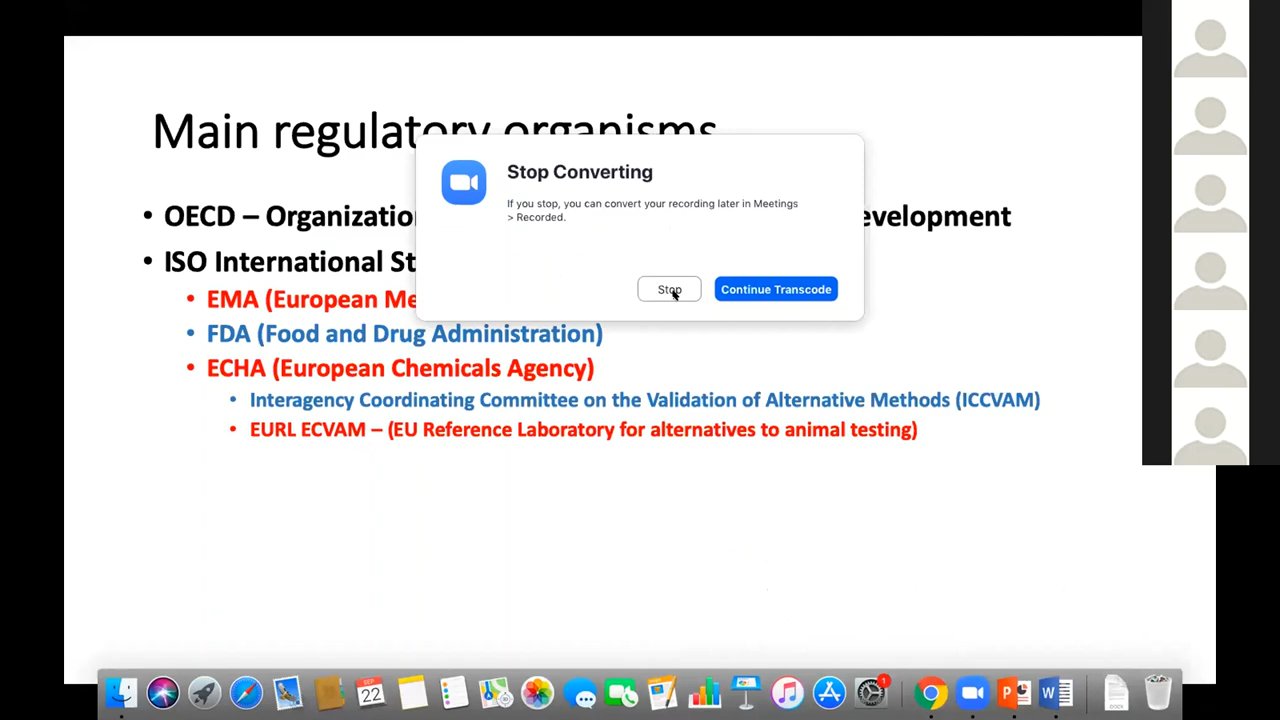 Main regulatory organisms
Stop Converting
If you stop, you can convert your recording later in Meetings
> Recorded.
Stop
Continue Transcode
• OECD – Organization evelopment
• ISO International St
• EMA (European Me
• FDA (Food and Drug Administration)
• ECHA (European Chemicals Agency)
• Interagency Coordinating Committee on the Validation of Alternative Methods (ICCVAM)
• EURL ECVAM – (EU Reference Laboratory for alternatives to animal testing)
SEP
22
1